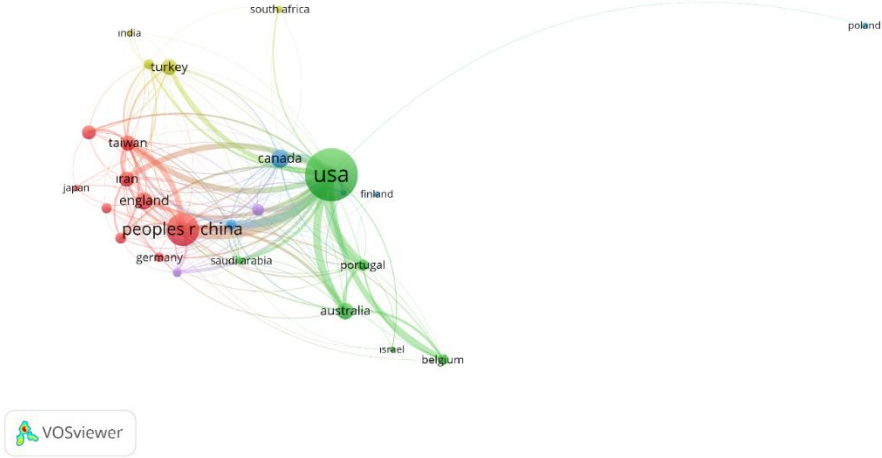 south africa
poland
india
turkey
taiwan
canada
usa
iran
japan
finland
england
peoples r china
germany
saudi arabia
portugal
australia
israel
belgium
VOSviewer